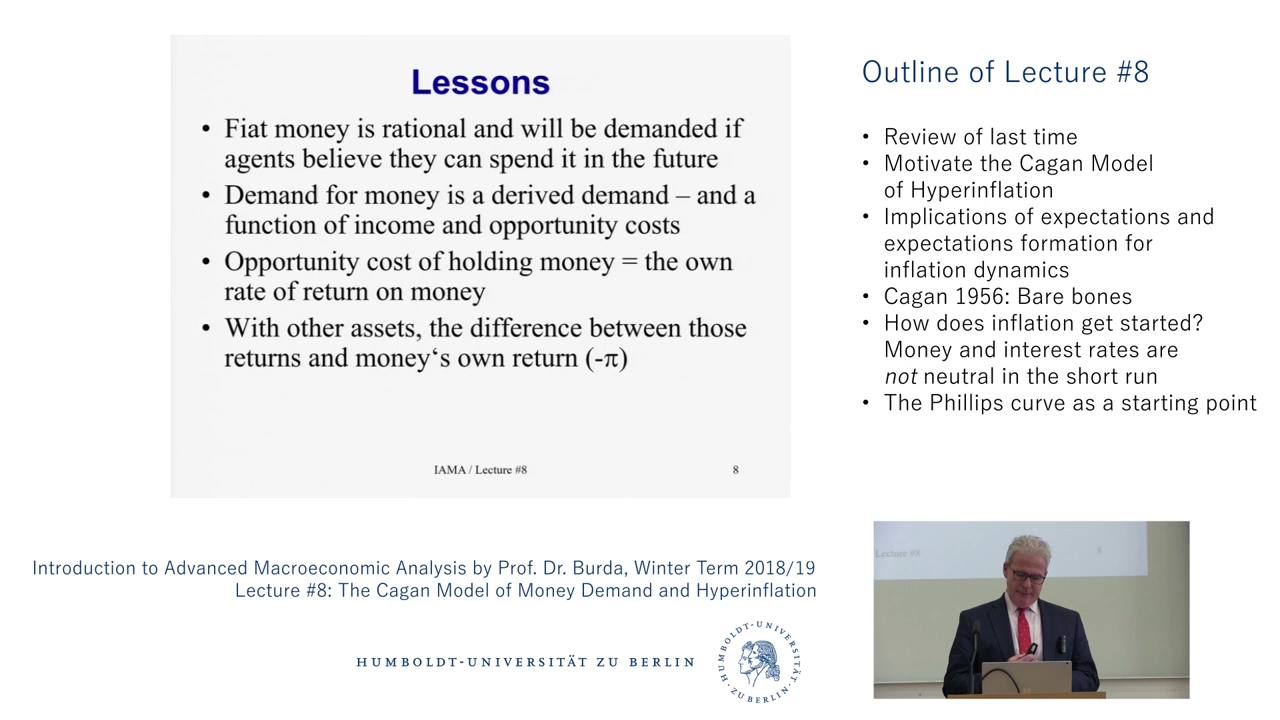 Lessons
• Fiat money is rational and will be demanded if
agents believe they can spend it in the future
• Demand for money is a derived demand – and a
function of income and opportunity costs
• Opportunity cost of holding money = the own
rate of return on money
• With other assets, the difference between those
returns and money‘s own return (-π)
IAMA / Lecture #8
8
Outline of Lecture #8
• Review of last time
• Motivate the Cagan Model
of Hyperinflation
• Implications of expectations and
expectations formation for
inflation dynamics
• Cagan 1956: Bare bones
• How does inflation get started?
Money and interest rates are
not neutral in the short run
• The Phillips curve as a starting point
Lecture #8
8
Introduction to Advanced Macroeconomic Analysis by Prof. Dr. Burda, Winter Term 2018/19
Lecture #8: The Cagan Model of Money Demand and Hyperinflation
HUMBOLDT-UNIVERSITÄT ZU BERLIN
HUMBOLDT-UNIVERSITÄT
ZU BERLIN